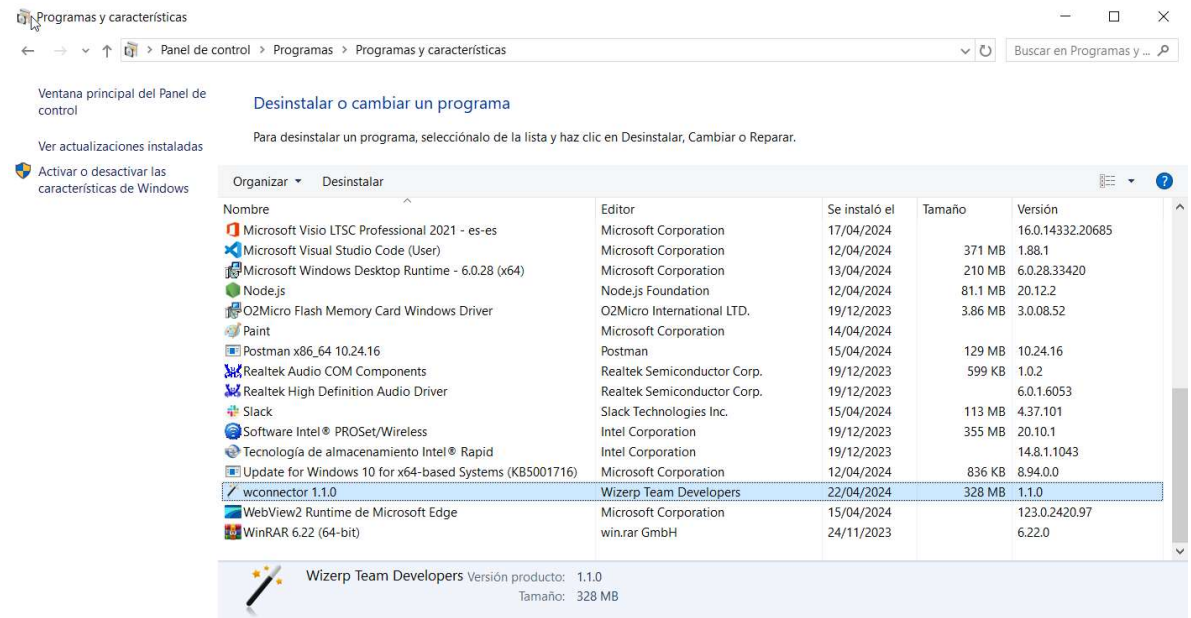 Programas y características
Panel de control > Programas > Programas y características
Buscar en Programas y ...
Ventana principal del Panel de
control
Ver actualizaciones instaladas
Activar o desactivar las
características de Windows
Desinstalar o cambiar un programa
Para desinstalar un programa, selecciónalo de la lista y haz clic en Desinstalar, Cambiar o Reparar.
Organizar Desinstalar
Nombre Editor Se instaló el Tamaño Versión
Microsoft Visio LTSC Professional 2021 - es-es Microsoft Corporation 17/04/2024 16.0.14332.20685
Microsoft Visual Studio Code (User) Microsoft Corporation 12/04/2024 371 MB 1.88.1
Microsoft Windows Desktop Runtime - 6.0.28 (x64) Microsoft Corporation 13/04/2024 210 MB 6.0.28.33420
Node.js Node.js Foundation 12/04/2024 81.1 MB 20.12.2
O2Micro Flash Memory Card Windows Driver O2Micro International LTD. 19/12/2023 3.86 MB 3.0.08.52
Paint Microsoft Corporation 14/04/2024
Postman x86_64 10.24.16 Postman 15/04/2024 129 MB 10.24.16
Realtek Audio COM Components Realtek Semiconductor Corp. 19/12/2023 599 KB 1.0.2
Realtek High Definition Audio Driver Realtek Semiconductor Corp. 19/12/2023 6.0.1.6053
Slack Slack Technologies Inc. 15/04/2024 113 MB 4.37.101
Software Intel® PROSet/Wireless Intel Corporation 19/12/2023 355 MB 20.10.1
Tecnología de almacenamiento Intel® Rapid Intel Corporation 19/12/2023 14.8.1.1043
Update for Windows 10 for x64-based Systems (KB5001716) Microsoft Corporation 12/04/2024 836 KB 8.94.0.0
wconnector 1.1.0 Wizerp Team Developers 22/04/2024 328 MB 1.1.0
WebView2 Runtime de Microsoft Edge Microsoft Corporation 15/04/2024 123.0.2420.97
WinRAR 6.22 (64-bit) win.rar GmbH 24/11/2023 6.22.0
Wizerp Team Developers Versión producto: 1.1.0
Tamaño: 328 MB